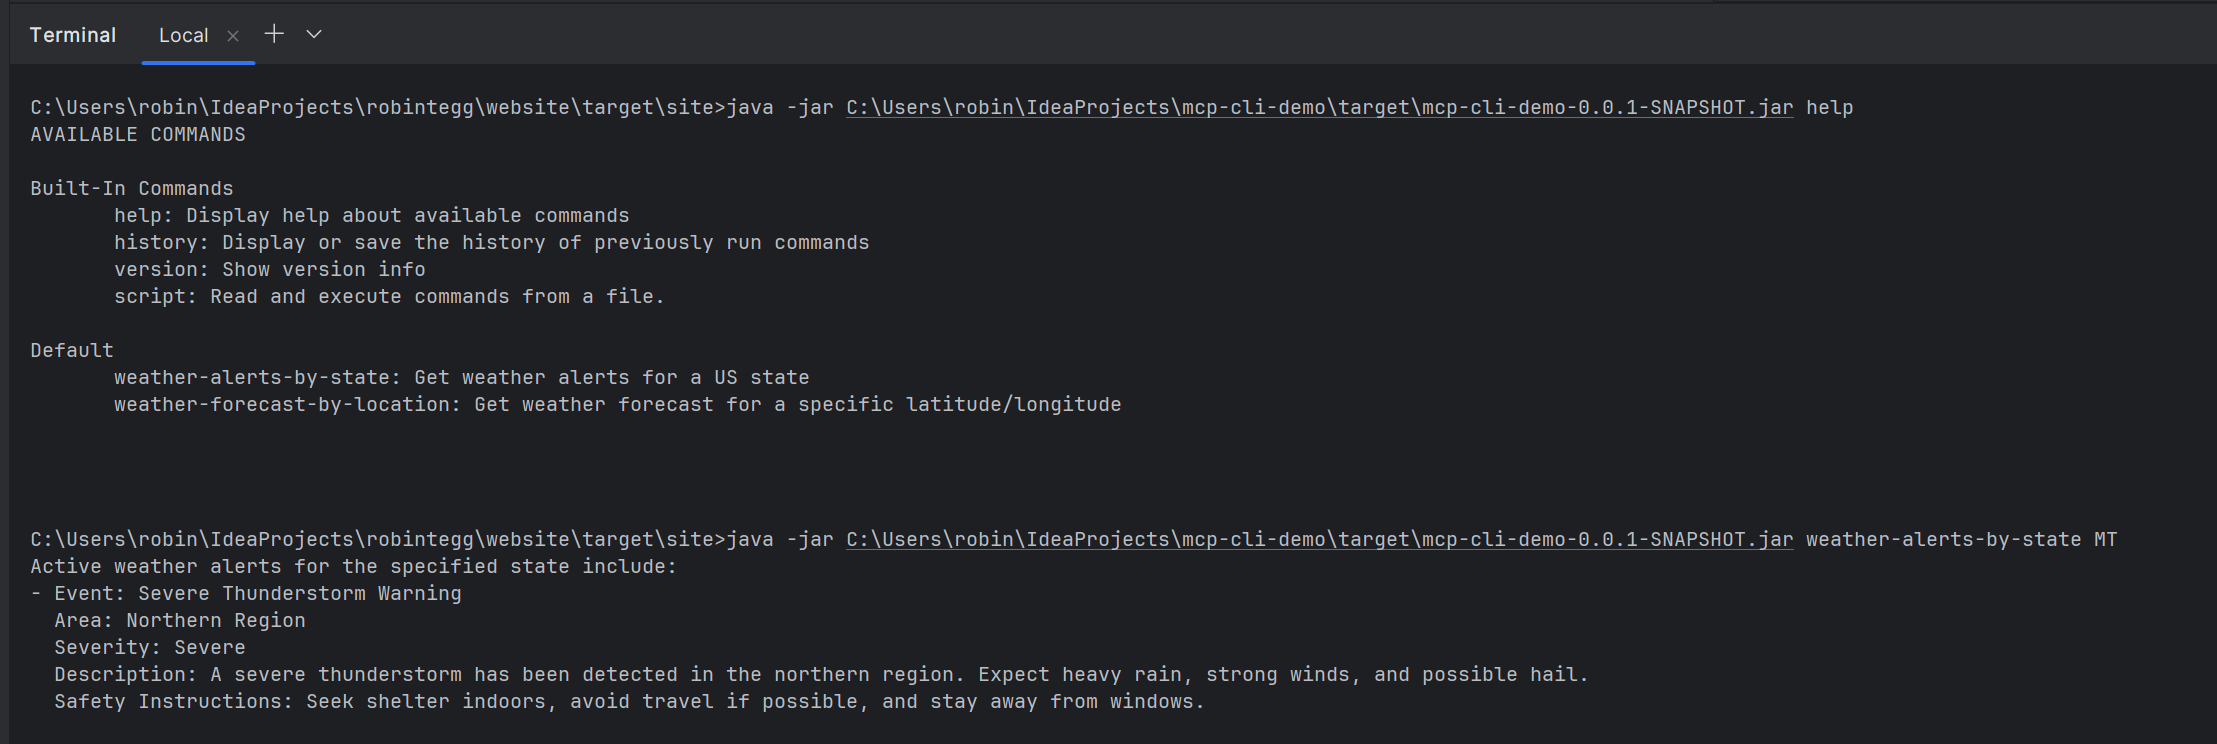 Terminal Local
C:\Users\robin\IdeaProjects\robintegg\website\target\site>java -jar C:\Users\robin\IdeaProjects\mcp-cli-demo\target\mcp-cli-demo-0.0.1-SNAPSHOT.jar help
AVAILABLE COMMANDS
Built-In Commands
help: Display help about available commands
history: Display or save the history of previously run commands
version: Show version info
script: Read and execute commands from a file.
Default
weather-alerts-by-state: Get weather alerts for a US state
weather-forecast-by-location: Get weather forecast for a specific latitude/longitude
C:\Users\robin\IdeaProjects\robintegg\website\target\site>java -jar C:\Users\robin\IdeaProjects\mcp-cli-demo\target\mcp-cli-demo-0.0.1-SNAPSHOT.jar weather-alerts-by-state MT
Active weather alerts for the specified state include:
- Event: Severe Thunderstorm Warning
Area: Northern Region
Severity: Severe
Description: A severe thunderstorm has been detected in the northern region. Expect heavy rain, strong winds, and possible hail.
Safety Instructions: Seek shelter indoors, avoid travel if possible, and stay away from windows.